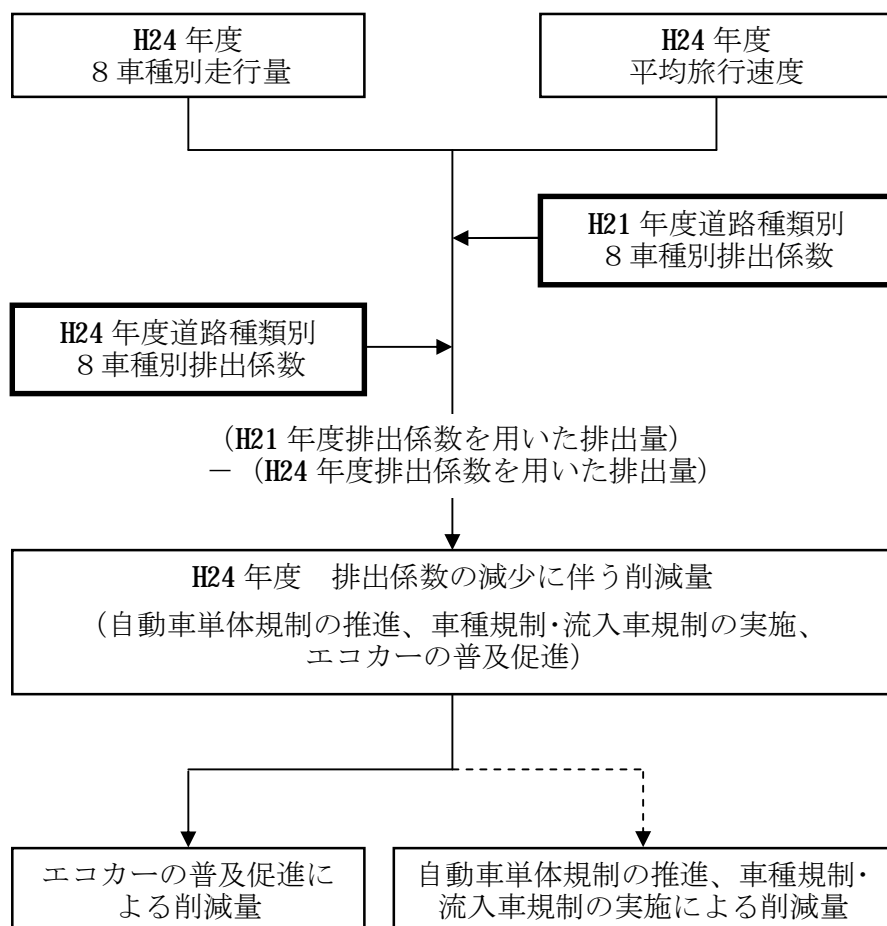 H24 年度
８車種別走行量
H24 年度
平均旅行速度
H21 年度道路種類別
８車種別排出係数
H24 年度道路種類別
８車種別排出係数
(H21 年度排出係数を用いた排出量)
－ (H24 年度排出係数を用いた排出量)
H24 年度　排出係数の減少に伴う削減量
（自動車単体規制の推進、車種規制･流入車規制の実施、
エコカーの普及促進）
エコカーの普及促進に
よる削減量
自動車単体規制の推進、車種規制･
流入車規制の実施による削減量